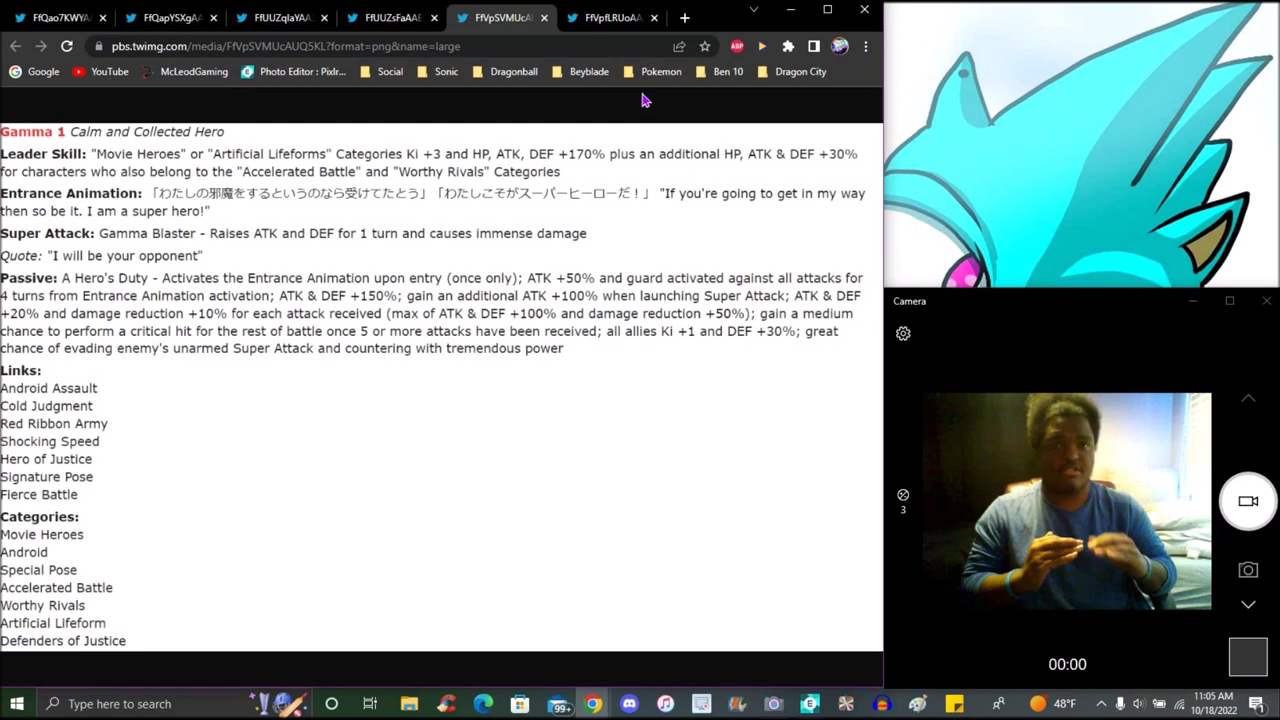 FfQao7KWYA
FfQapYSXgA
FfUUZqlaYAA
FfUUZsFaAAE
FfVpSVMUcAU
FfVpfLRUoAA
pbs.twimg.com/media/FfVpSVMUcAUQ5KL?format=png&name=large
ABP
Google YouTube McLeodGaming Photo Editor : Pixlr... Social Sonic Dragonball Beyblade Pokemon Ben 10 Dragon City
Gamma 1 Calm and Collected Hero
Leader Skill: "Movie Heroes" or "Artificial Lifeforms" Categories Ki +3 and HP, ATK, DEF +170% plus an additional HP, ATK & DEF +30%
for characters who also belong to the "Accelerated Battle" and "Worthy Rivals" Categories
Entrance Animation: 「わたしの邪魔をするというのなら受けてたとう」「わたしこそがスーパーヒーローだ！」 "If you're going to get in my way
then so be it. I am a super hero!"
Super Attack: Gamma Blaster - Raises ATK and DEF for 1 turn and causes immense damage
Quote: "I will be your opponent"
Passive: A Hero's Duty - Activates the Entrance Animation upon entry (once only); ATK +50% and guard activated against all attacks for
4 turns from Entrance Animation activation; ATK & DEF +150%; gain an additional ATK +100% when launching Super Attack; ATK & DEF
+20% and damage reduction +10% for each attack received (max of ATK & DEF +100% and damage reduction +50%); gain a medium
chance to perform a critical hit for the rest of battle once 5 or more attacks have been received; all allies Ki +1 and DEF +30%; great
chance of evading enemy's unarmed Super Attack and countering with tremendous power
Links:
Android Assault
Cold Judgment
Red Ribbon Army
Shocking Speed
Hero of Justice
Signature Pose
Fierce Battle
Categories:
Movie Heroes
Android
Special Pose
Accelerated Battle
Worthy Rivals
Artificial Lifeform
Defenders of Justice
Camera
3
00:00
Type here to search
99+
48°F
11:05 AM
10/18/2022
1